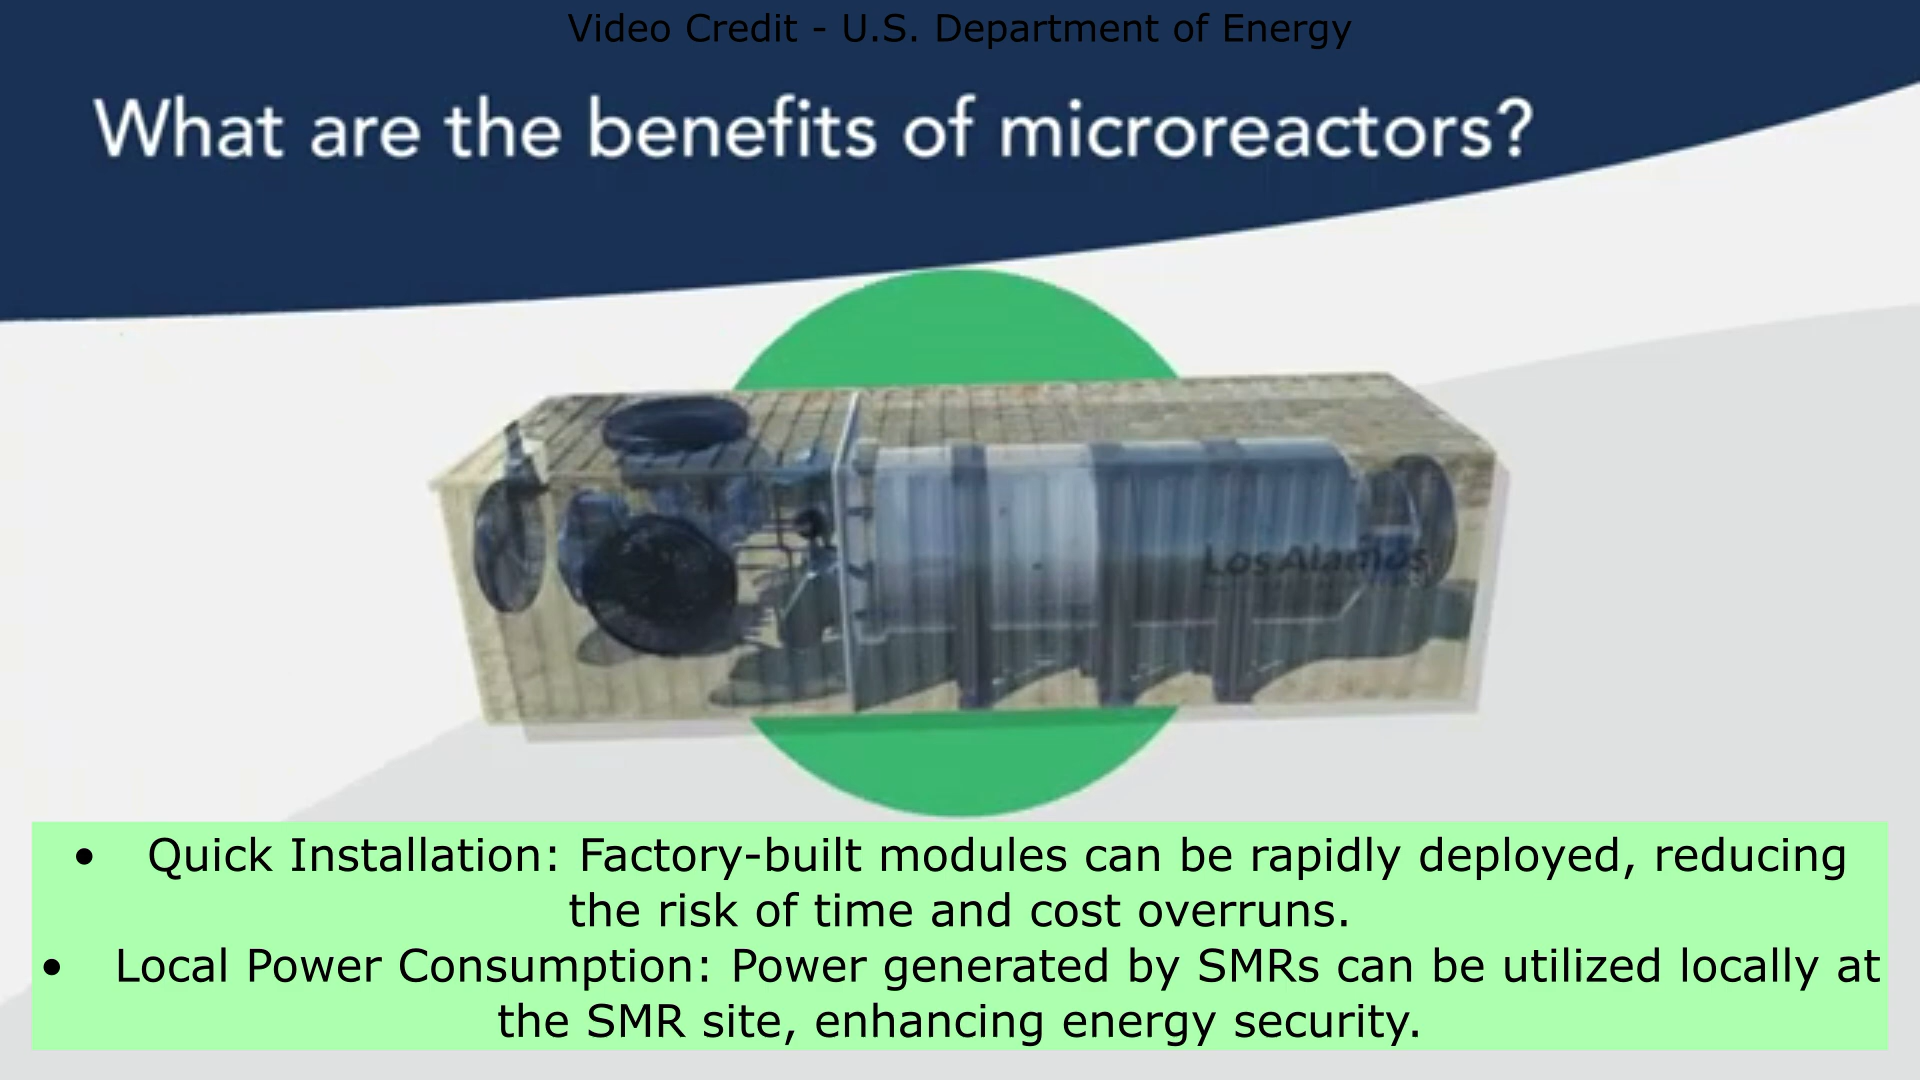 Video Credit - U.S. Department of Energy
What are the benefits of microreactors?
Los Alamos
• Quick Installation: Factory-built modules can be rapidly deployed, reducing
the risk of time and cost overruns.
• Local Power Consumption: Power generated by SMRs can be utilized locally at
the SMR site, enhancing energy security.